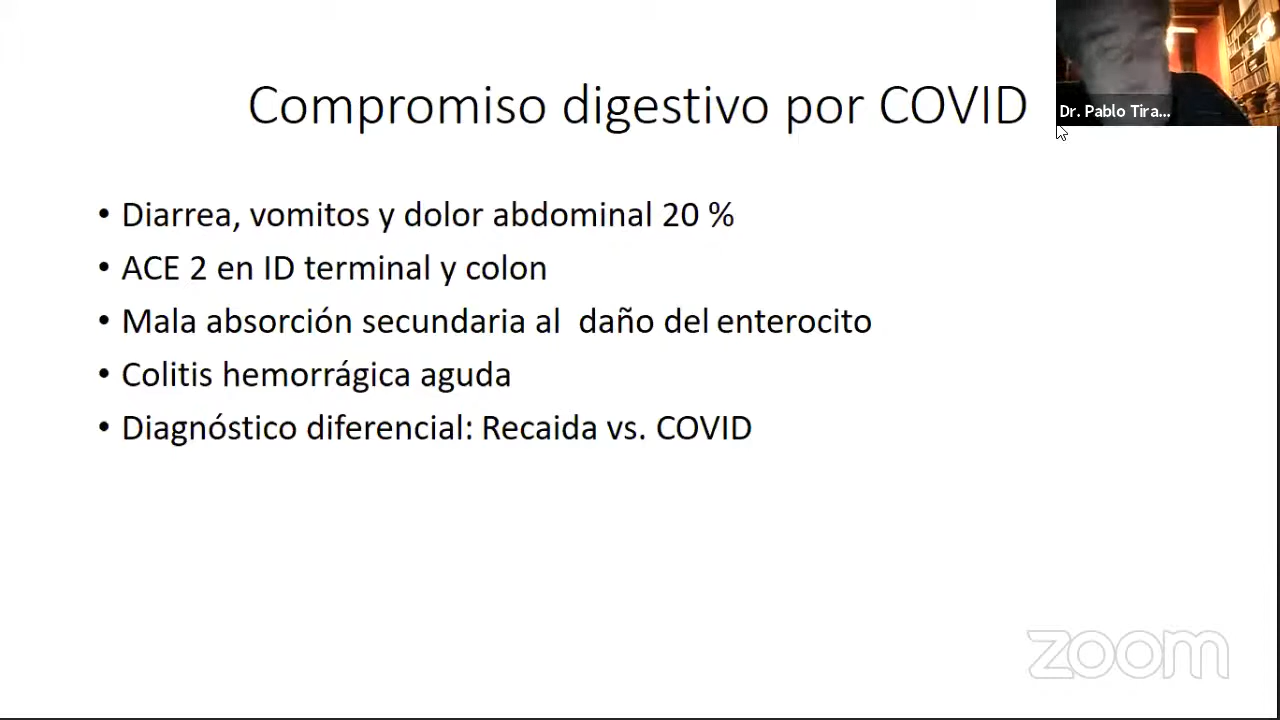 Compromiso digestivo por COVID
Dr. Pablo Tira...
• Diarrea, vomitos y dolor abdominal 20 %
• ACE 2 en ID terminal y colon
• Mala absorción secundaria al  daño del enterocito
• Colitis hemorrágica aguda
• Diagnóstico diferencial: Recaida vs. COVID
zoom